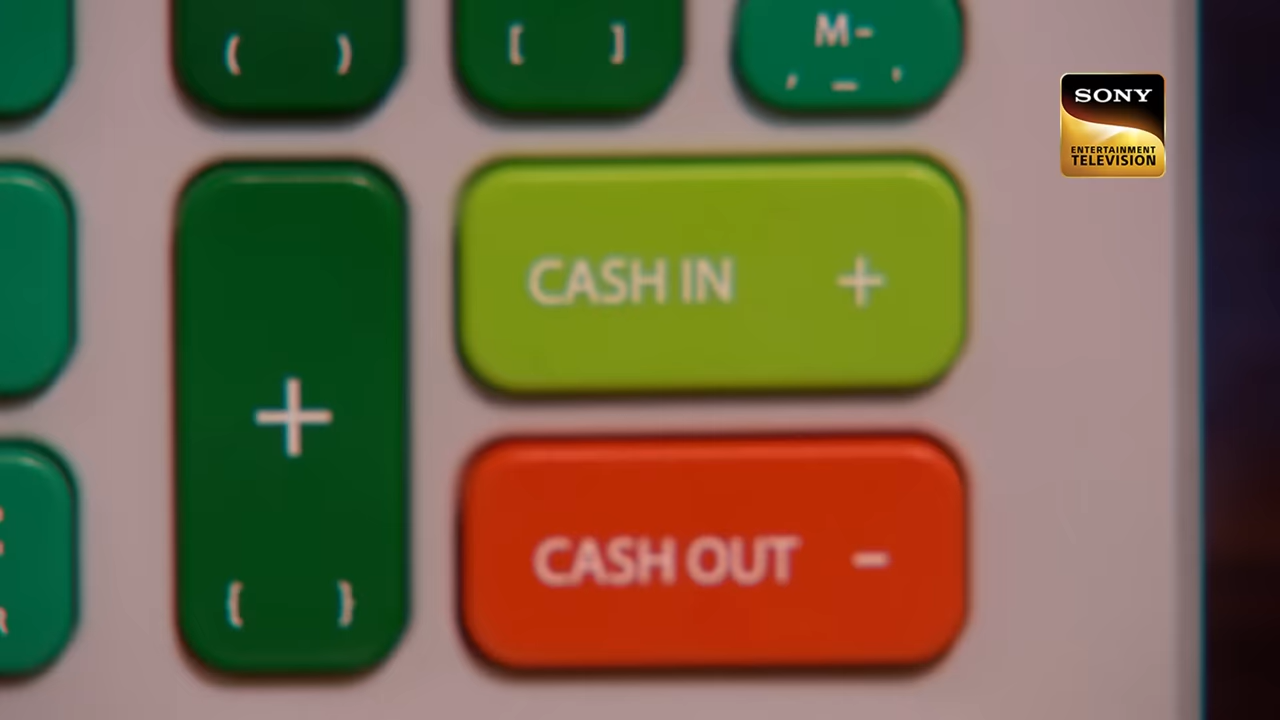 ( )
[ ]
M-
, _ '
SONY
ENTERTAINMENT
TELEVISION
CASH IN +
+
{ }
CASH OUT -
R